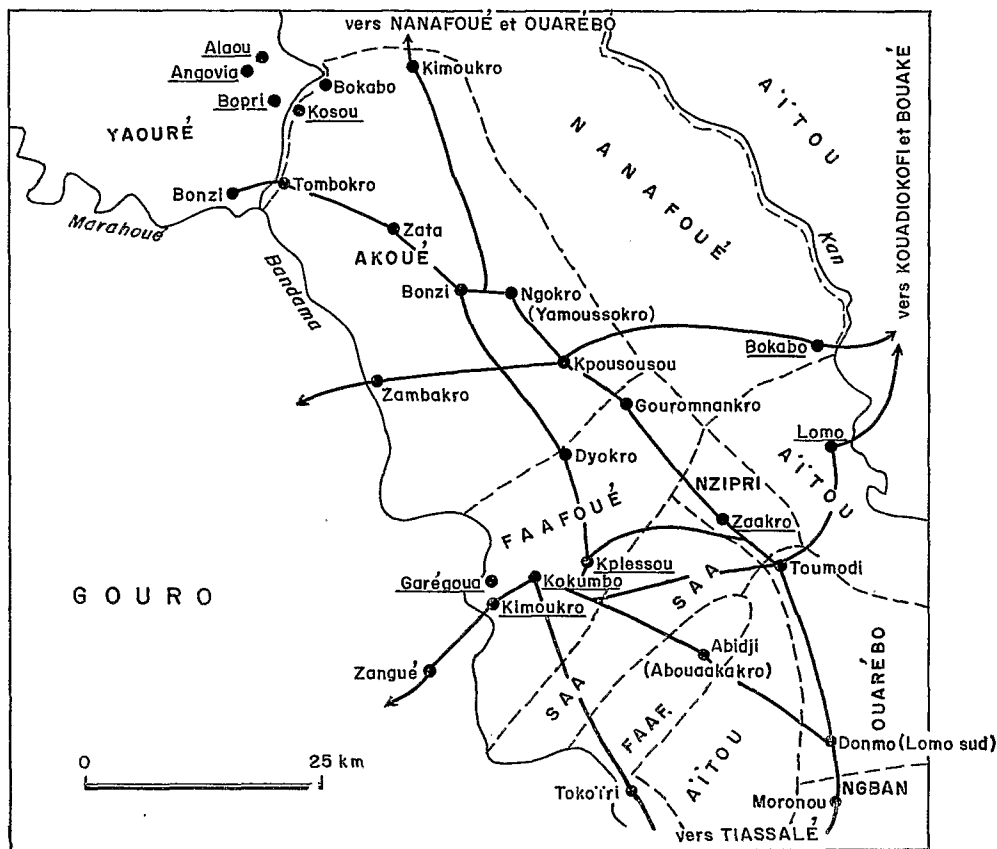 vers NANAFOUÉ et OUARÉBO
Alaou
Angovia
Kimoukro
Bokabo
Bopri
Kosou
YAOURÉ
AÏTOU
vers KOUADIOKOFI et BOUAKÉ
NANAFOUÉ
Bonzi
Tombokro
Marahoué
Zata
AKOUÉ
Kan
Bandama
Bonzi
Ngokro
(Yamoussokro)
Bokabo
Kpousousou
Zambakro
Gouromnankro
Lomo
Dyokro
AÏTOU
NZIPRI
FAAFOUÉ
Zaakro
Kplessou
Toumodi
Garégoua
Kokumbo
SAA
GOURO
Kimoukro
Abidji
(Abouaakakro)
Zangué
SAA
OUARÉBO
FAAF.
AÏTOU
Donmo (Lomo sud)
0
25 km
NGBAN
Toko'iri
Moronou
vers TIASSALÉ